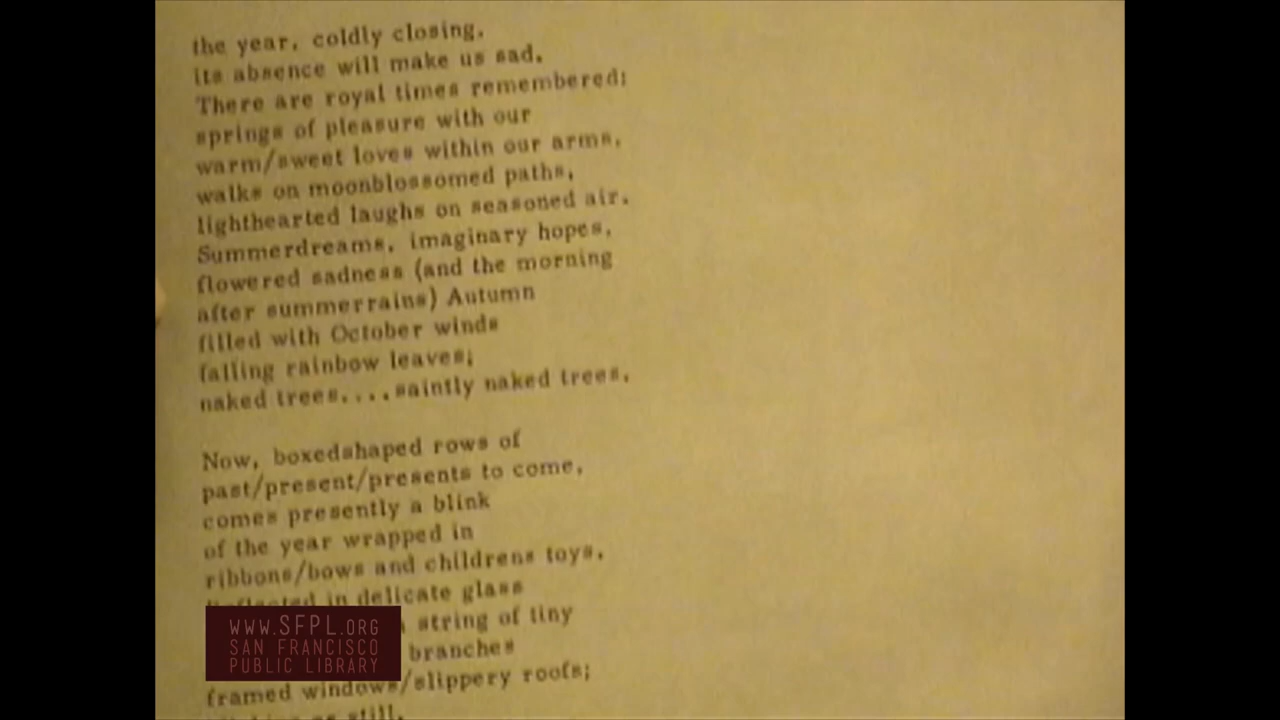 the year, coldly closing,
its absence will make us sad.
There are royal times remembered:
springs of pleasure with our
warm/sweet loves within our arms,
walks on moonblossomed paths,
lighthearted laughs on seasoned air.
Summerdreams, imaginary hopes,
flowered sadness (and the morning
after summerrains) Autumn
filled with October winds
falling rainbow leaves;
naked trees....saintly naked trees.
Now, boxedshaped rows of
past/present/presents to come,
comes presently a blink
of the year wrapped in
ribbons/bows and childrens toys.
Reflected in delicate glass
string of tiny
branches
framed windows/slippery roofs;
or still.
WWW.SFPL.ORG
SAN FRANCISCO
PUBLIC LIBRARY